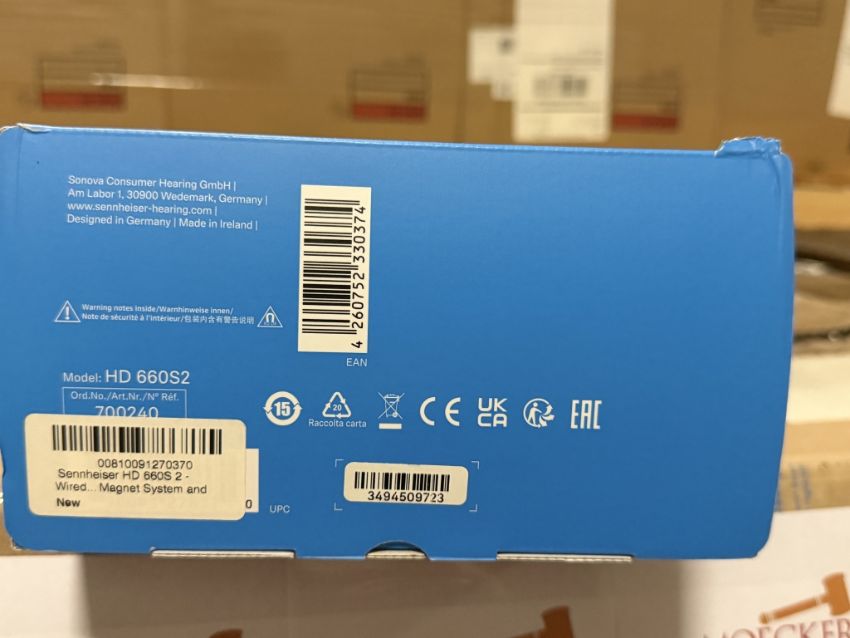 Sonova Consumer Hearing GmbH |
Am Labor 1, 30900 Wedemark, Germany |
www.sennheiser-hearing.com |
Designed in Germany | Made in Ireland |
4 260752 330374
EAN
Warning notes inside/Warnhinweise innen/
Note de sécurité à l'intérieur/包装内含有警告说明
Model: HD 660S2
Ord.No./Art.Nr./N° Réf.
700240
15
20
Raccolta carta
CE
UK
CA
EAC
00810091270370
Sennheiser HD 660S 2 -
Wired... Magnet System and
New
0
UPC
3494509723
MOECKER